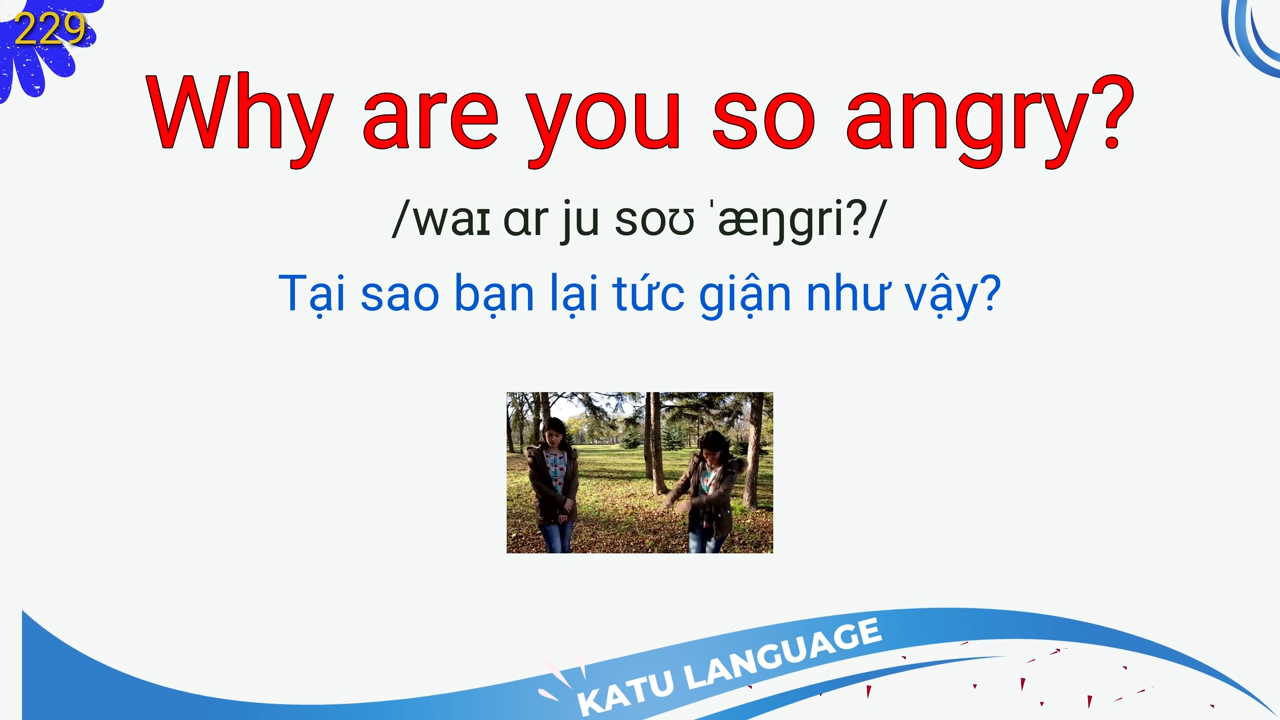 229
Why are you so angry?
/waɪ ɑr ju soʊ ˈæŋgri?/
Tại sao bạn lại tức giận như vậy?
KATU LANGUAGE